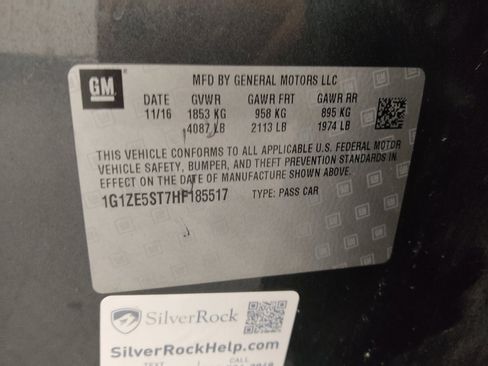 GM
MFD BY GENERAL MOTORS LLC
DATE GVWR GAWR FRT GAWR RR
11/16 1853 KG 958 KG 895 KG
4087 LB 2113 LB 1974 LB
THIS VEHICLE CONFORMS TO ALL APPLICABLE U.S. FEDERAL MOTOR
VEHICLE SAFETY, BUMPER, AND THEFT PREVENTION STANDARDS IN
EFFECT ON THE DATE OF MANUFACTURE SHOWN ABOVE.
1G1ZE5ST7HF185517 TYPE: PASS CAR
SilverRock
SilverRockHelp.com
TEXT CALL